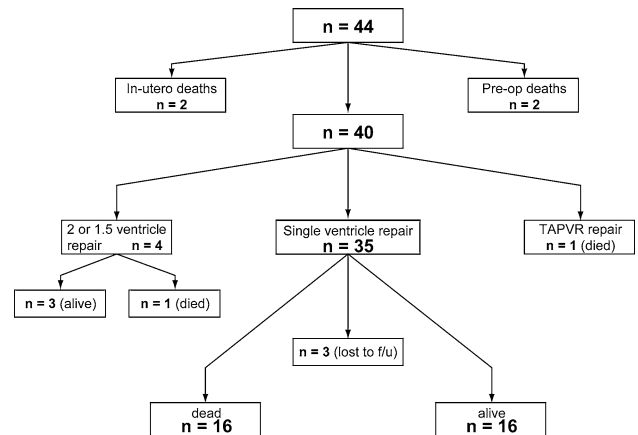 n = 44
In-utero deaths
n = 2
Pre-op deaths
n = 2
n = 40
2 or 1.5 ventricle
repair n = 4
Single ventricle repair
n = 35
TAPVR repair
n = 1 (died)
n = 3 (alive)
n = 1 (died)
n = 3 (lost to f/u)
dead
n = 16
alive
n = 16